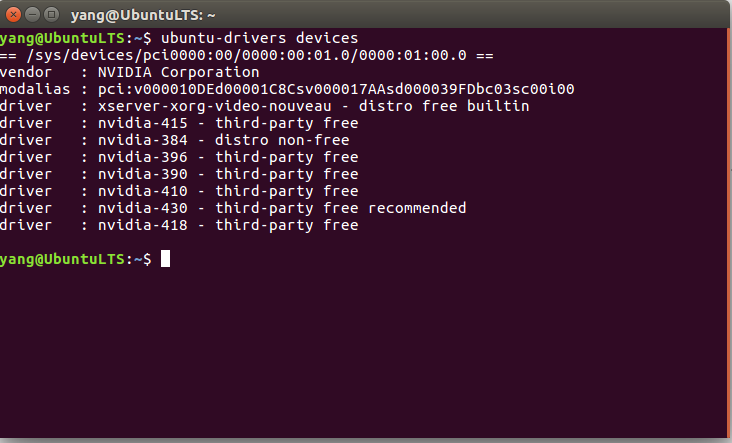 yang@UbuntuLTS: ~
yang@UbuntuLTS:~$ ubuntu-drivers devices
== /sys/devices/pci0000:00/0000:00:01.0/0000:01:00.0 ==
vendor   : NVIDIA Corporation
modalias : pci:v000010DEd00001C8Csv000017AAsd000039FDbc03sc00i00
driver   : xserver-xorg-video-nouveau - distro free builtin
driver   : nvidia-415 - third-party free
driver   : nvidia-384 - distro non-free
driver   : nvidia-396 - third-party free
driver   : nvidia-390 - third-party free
driver   : nvidia-410 - third-party free
driver   : nvidia-430 - third-party free recommended
driver   : nvidia-418 - third-party free
yang@UbuntuLTS:~$